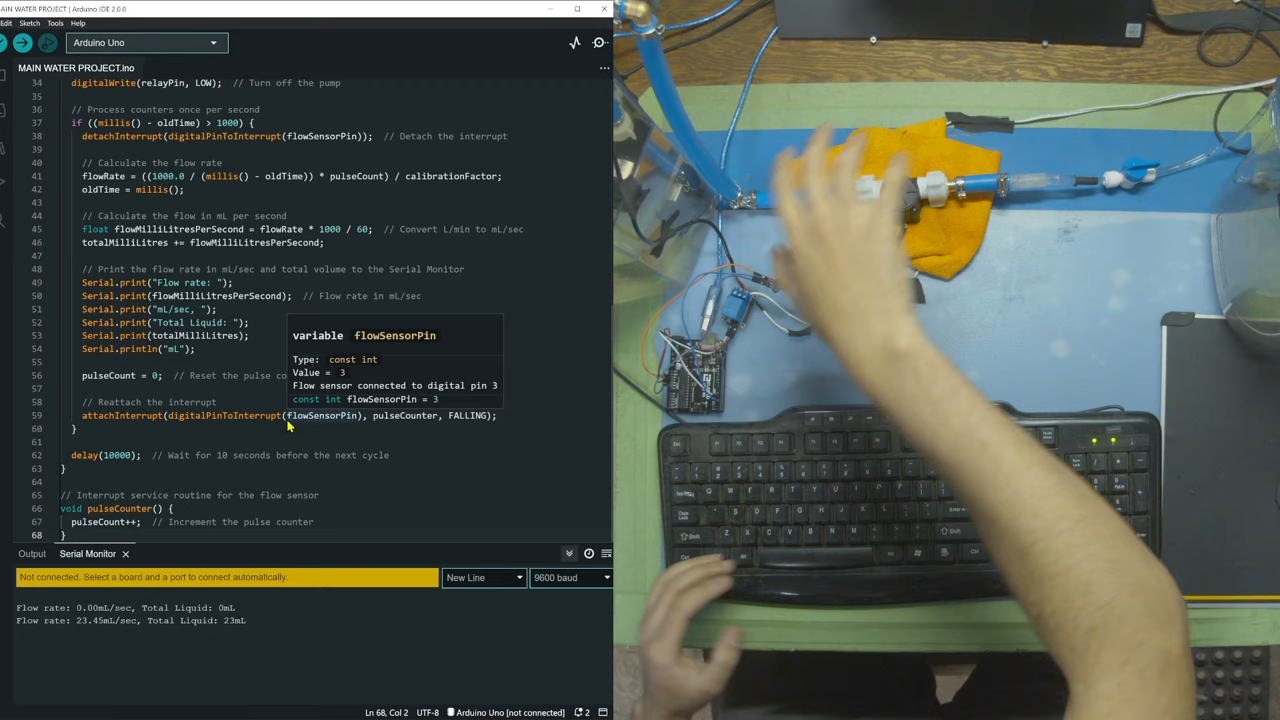 AIN WATER PROJECT | Arduino IDE 2.0.0
Edit Sketch Tools Help
Arduino Uno
MAIN WATER PROJECT.ino
34 digitalWrite(relayPin, LOW); // Turn off the pump
35
36 // Process counters once per second
37 if ((millis() - oldTime) > 1000) {
38 detachInterrupt(digitalPinToInterrupt(flowSensorPin)); // Detach the interrupt
39
40 // Calculate the flow rate
41 flowRate = ((1000.0 / (millis() - oldTime)) * pulseCount) / calibrationFactor;
42 oldTime = millis();
43
44 // Calculate the flow in mL per second
45 float flowMilliLitresPerSecond = flowRate * 1000 / 60; // Convert L/min to mL/sec
46 totalMilliLitres += flowMilliLitresPerSecond;
47
48 // Print the flow rate in mL/sec and total volume to the Serial Monitor
49 Serial.print("Flow rate: ");
50 Serial.print(flowMilliLitresPerSecond); // Flow rate in mL/sec
51 Serial.print("mL/sec, ");
52 Serial.print("Total Liquid: ");
53 Serial.print(totalMilliLitres);
54 Serial.println("mL");
55
56 pulseCount = 0; // Reset the pulse co
57
58 // Reattach the interrupt
59 attachInterrupt(digitalPinToInterrupt(flowSensorPin), pulseCounter, FALLING);
60 }
61
62 delay(10000); // Wait for 10 seconds before the next cycle
63 }
64
65 // Interrupt service routine for the flow sensor
66 void pulseCounter() {
67 pulseCount++; // Increment the pulse counter
68 }
variable flowSensorPin
Type: const int
Value = 3
Flow sensor connected to digital pin 3
const int flowSensorPin = 3
Output Serial Monitor
Not connected. Select a board and a port to connect automatically.
New Line
9600 baud
Flow rate: 0.00mL/sec, Total Liquid: 0mL
Flow rate: 23.45mL/sec, Total Liquid: 23mL
Ln 68, Col 2 UTF-8 Arduino Uno [not connected] 2